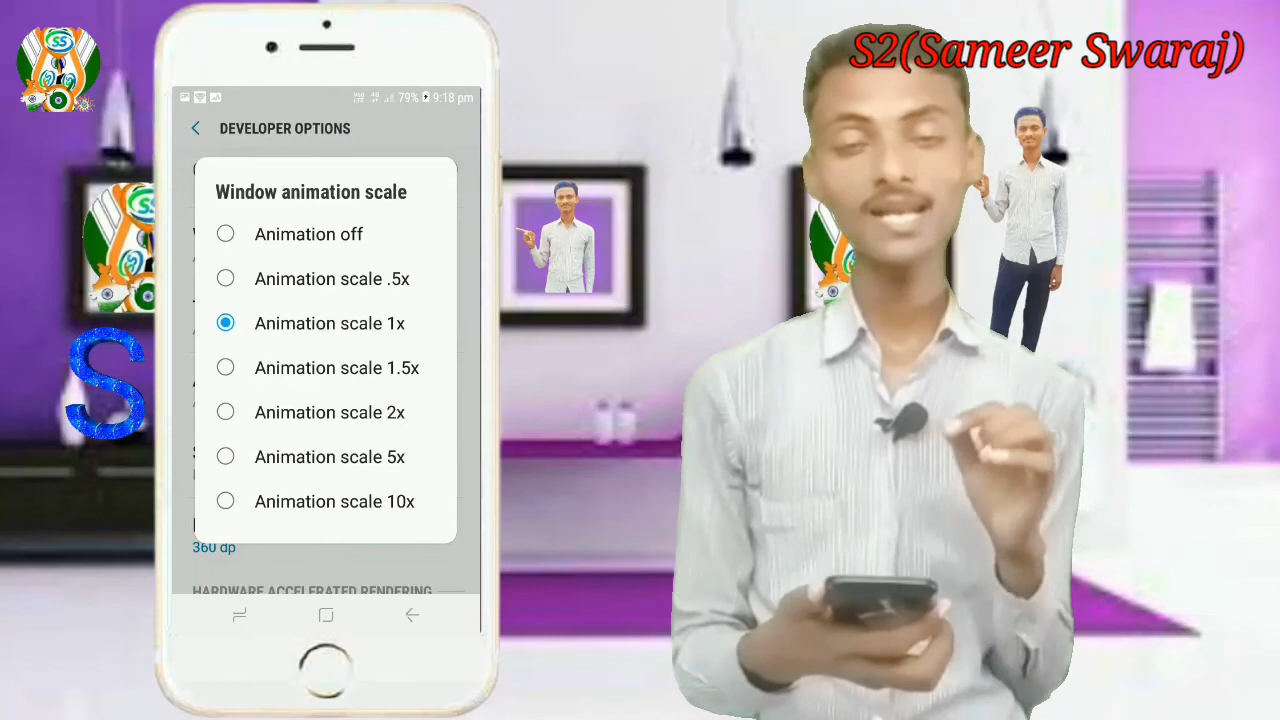 S2(Sameer Swaraj)
SS
79% 9:18 pm
DEVELOPER OPTIONS
Window animation scale
Animation off
Animation scale .5x
Animation scale 1x
Animation scale 1.5x
Animation scale 2x
Animation scale 5x
Animation scale 10x
360 dp
HARDWARE ACCELERATED RENDERING
SS
S